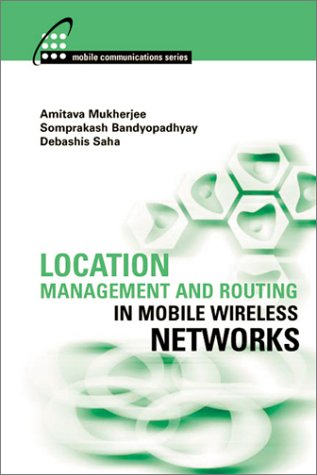 mobile communications series
Amitava Mukherjee
Somprakash Bandyopadhyay
Debashis Saha
LOCATION
MANAGEMENT AND ROUTING
IN MOBILE WIRELESS
NETWORKS